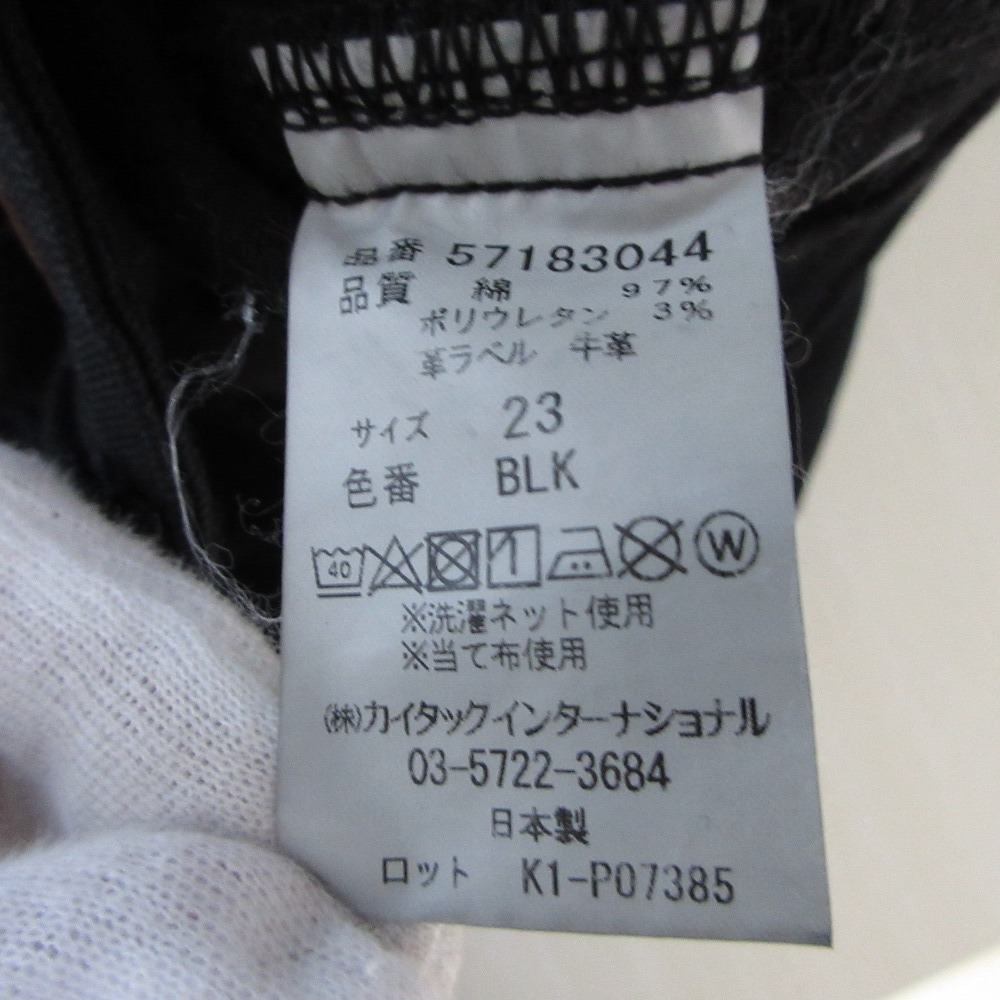 品番 57183044
品質 綿 97%
ポリウレタン 3%
革ラベル 牛革
サイズ 23
色番 BLK
40 W
※洗濯ネット使用
※当て布使用
㈱カイタックインターナショナル
03-5722-3684
日本製
ロット K1-P07385